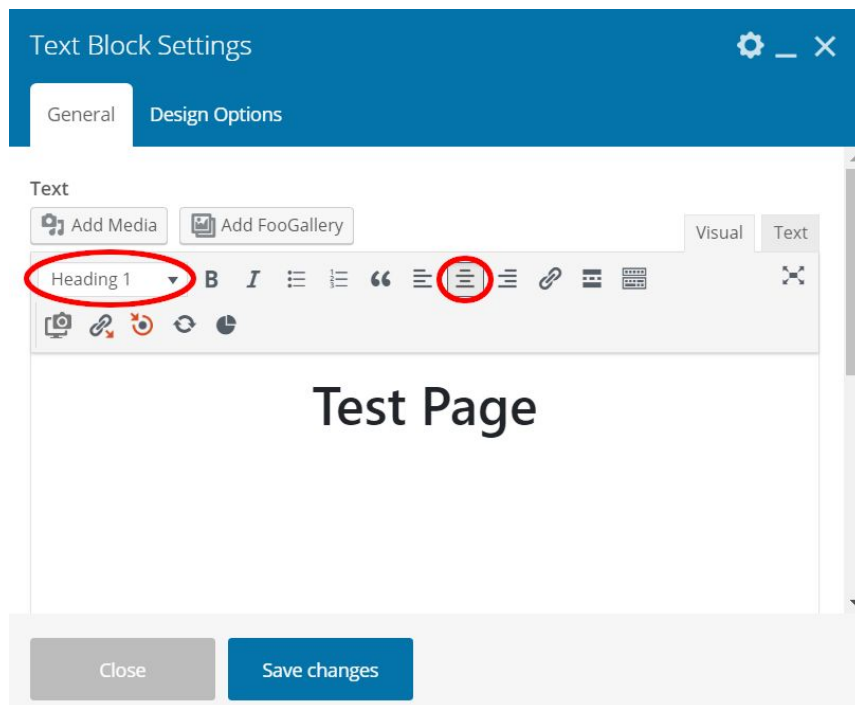 Text Block Settings
General Design Options
Text
Add Media Add FooGallery
Visual Text
Heading 1
Test Page
Close Save changes